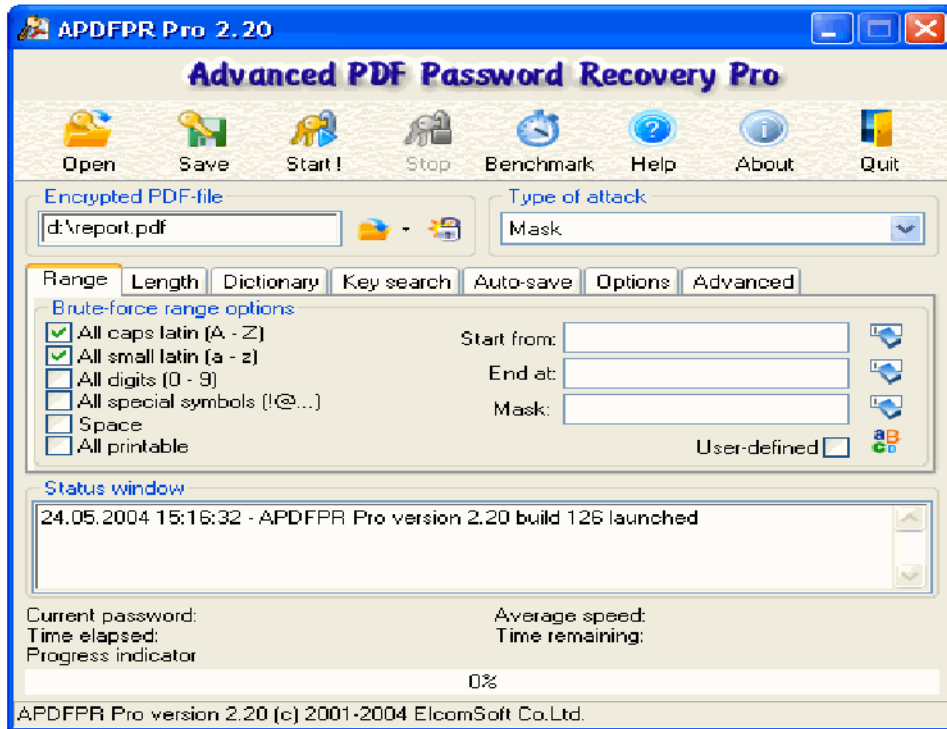 APDFPR Pro 2.20
Advanced PDF Password Recovery Pro
Open Save Start! Stop Benchmark Help About Quit
Encrypted PDF-file Type of attack
d:\report.pdf Mask
Range Length Dictionary Key search Auto-save Options Advanced
Brute-force range options
All caps latin (A - Z) Start from:
All small latin (a - z)
All digits (0 - 9) End at:
All special symbols (!@...) Mask:
Space
All printable User-defined
Status window
24.05.2004 15:16:32 - APDFPR Pro version 2.20 build 126 launched
Current password: Average speed:
Time elapsed: Time remaining:
Progress indicator
0%
APDFPR Pro version 2.20 (c) 2001-2004 ElcomSoft Co.Ltd.